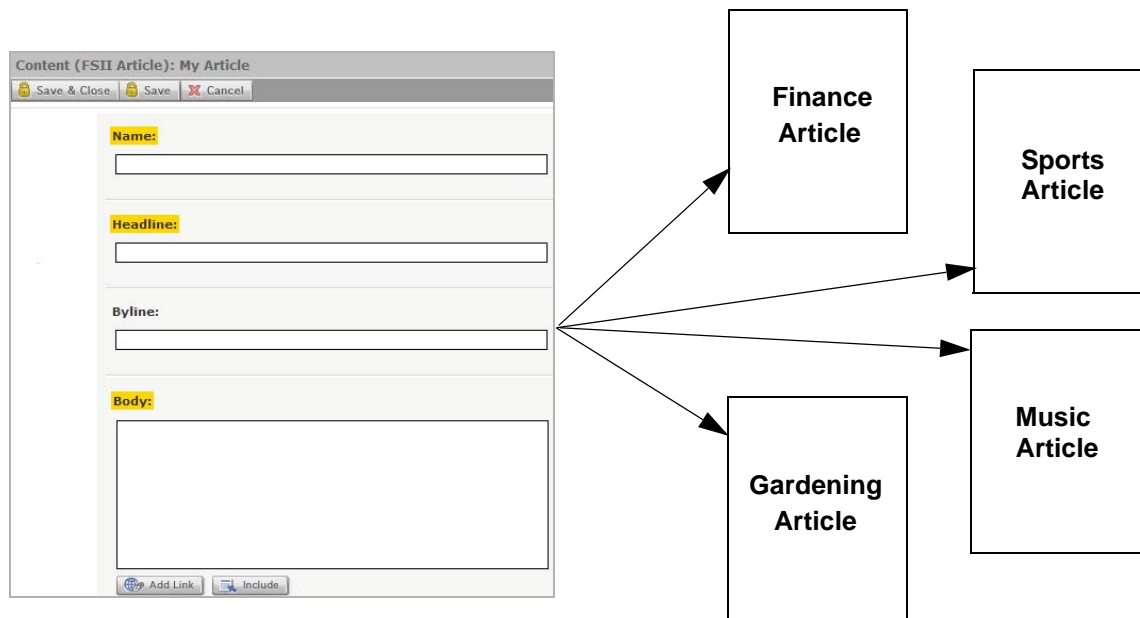 Content (FSII Article): My Article
Save & Close Save Cancel
Name:
Headline:
Byline:
Body:
Add Link Include
Finance
Article
Sports
Article
Music
Article
Gardening
Article